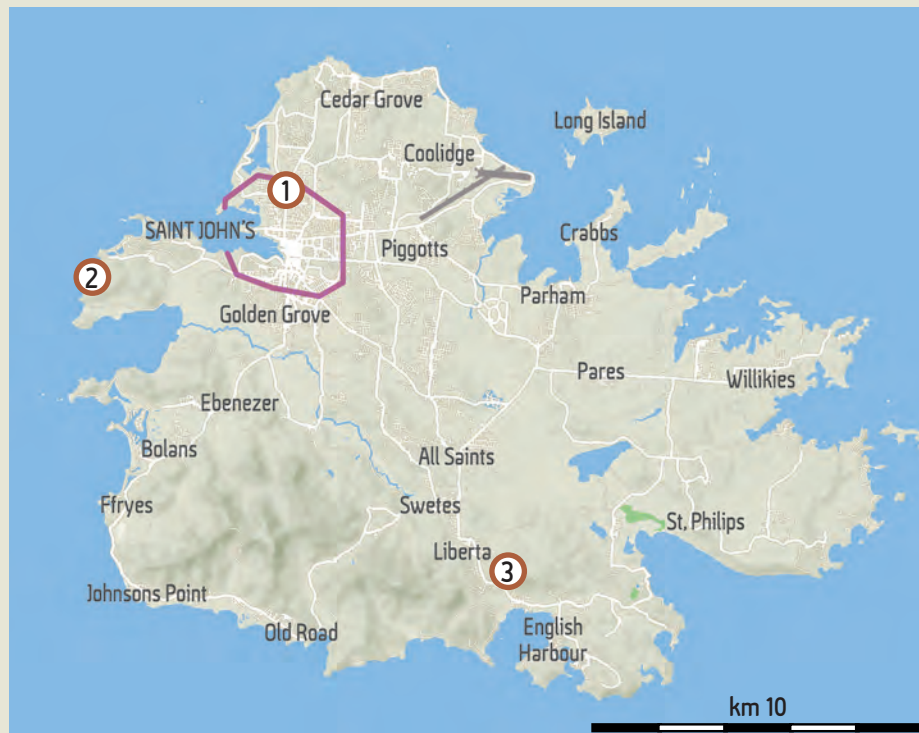 Cedar Grove
Long Island
Coolidge
1
SAINT JOHN'S
Crabbs
Piggotts
2
Parham
Golden Grove
Pares
Willikies
Ebenezer
Bolans
All Saints
Ffryes
Swetes
St. Philips
Liberta
3
Johnsons Point
Old Road
English
Harbour
km 10